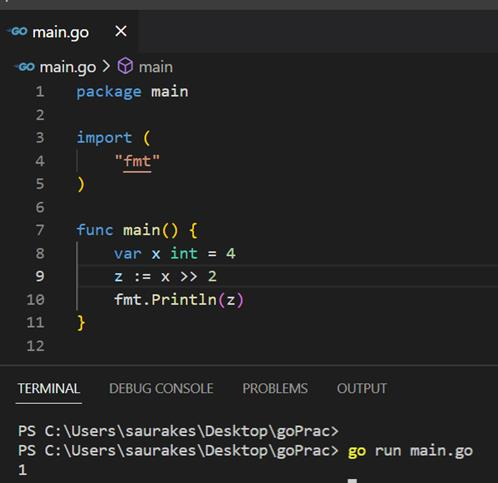 GO main.go ×
GO main.go > main
1 package main
2
3 import (
4     "fmt"
5 )
6
7 func main() {
8     var x int = 4
9     z := x >> 2
10     fmt.Println(z)
11 }
12
TERMINAL DEBUG CONSOLE PROBLEMS OUTPUT
PS C:\Users\saurakes\Desktop\goPrac>
PS C:\Users\saurakes\Desktop\goPrac> go run main.go
1